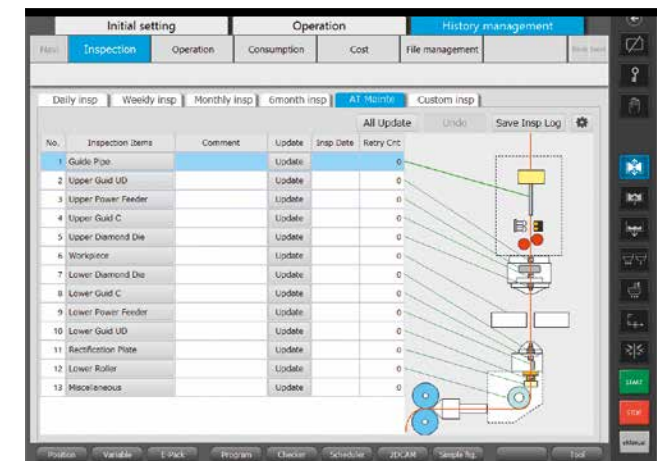 Initial setting Operation History management
Inspection Operation Consumption Cost File management
Daily insp Weekly insp Monthly insp 6month insp AT Mainte Custom insp
All Update Undo Save Insp Log
No. Inspection Items Comment Update Insp Date Retry Cnt
1 Guide Pipe Update 0
2 Upper Guid UD Update 0
3 Upper Power Feeder Update 0
4 Upper Guid C Update 0
5 Upper Diamond Die Update 0
6 Workpiece Update 0
7 Lower Diamond Die Update 0
8 Lower Guid C Update 0
9 Lower Power Feeder Update 0
10 Lower Guid UD Update 0
11 Rectification Plate Update 0
12 Lower Roller Update 0
13 Miscellaneous Update 0
START
STOP
eManual
Position Variable E-Pack Program Checker Scheduler 2DCAM Simple fig. Tool